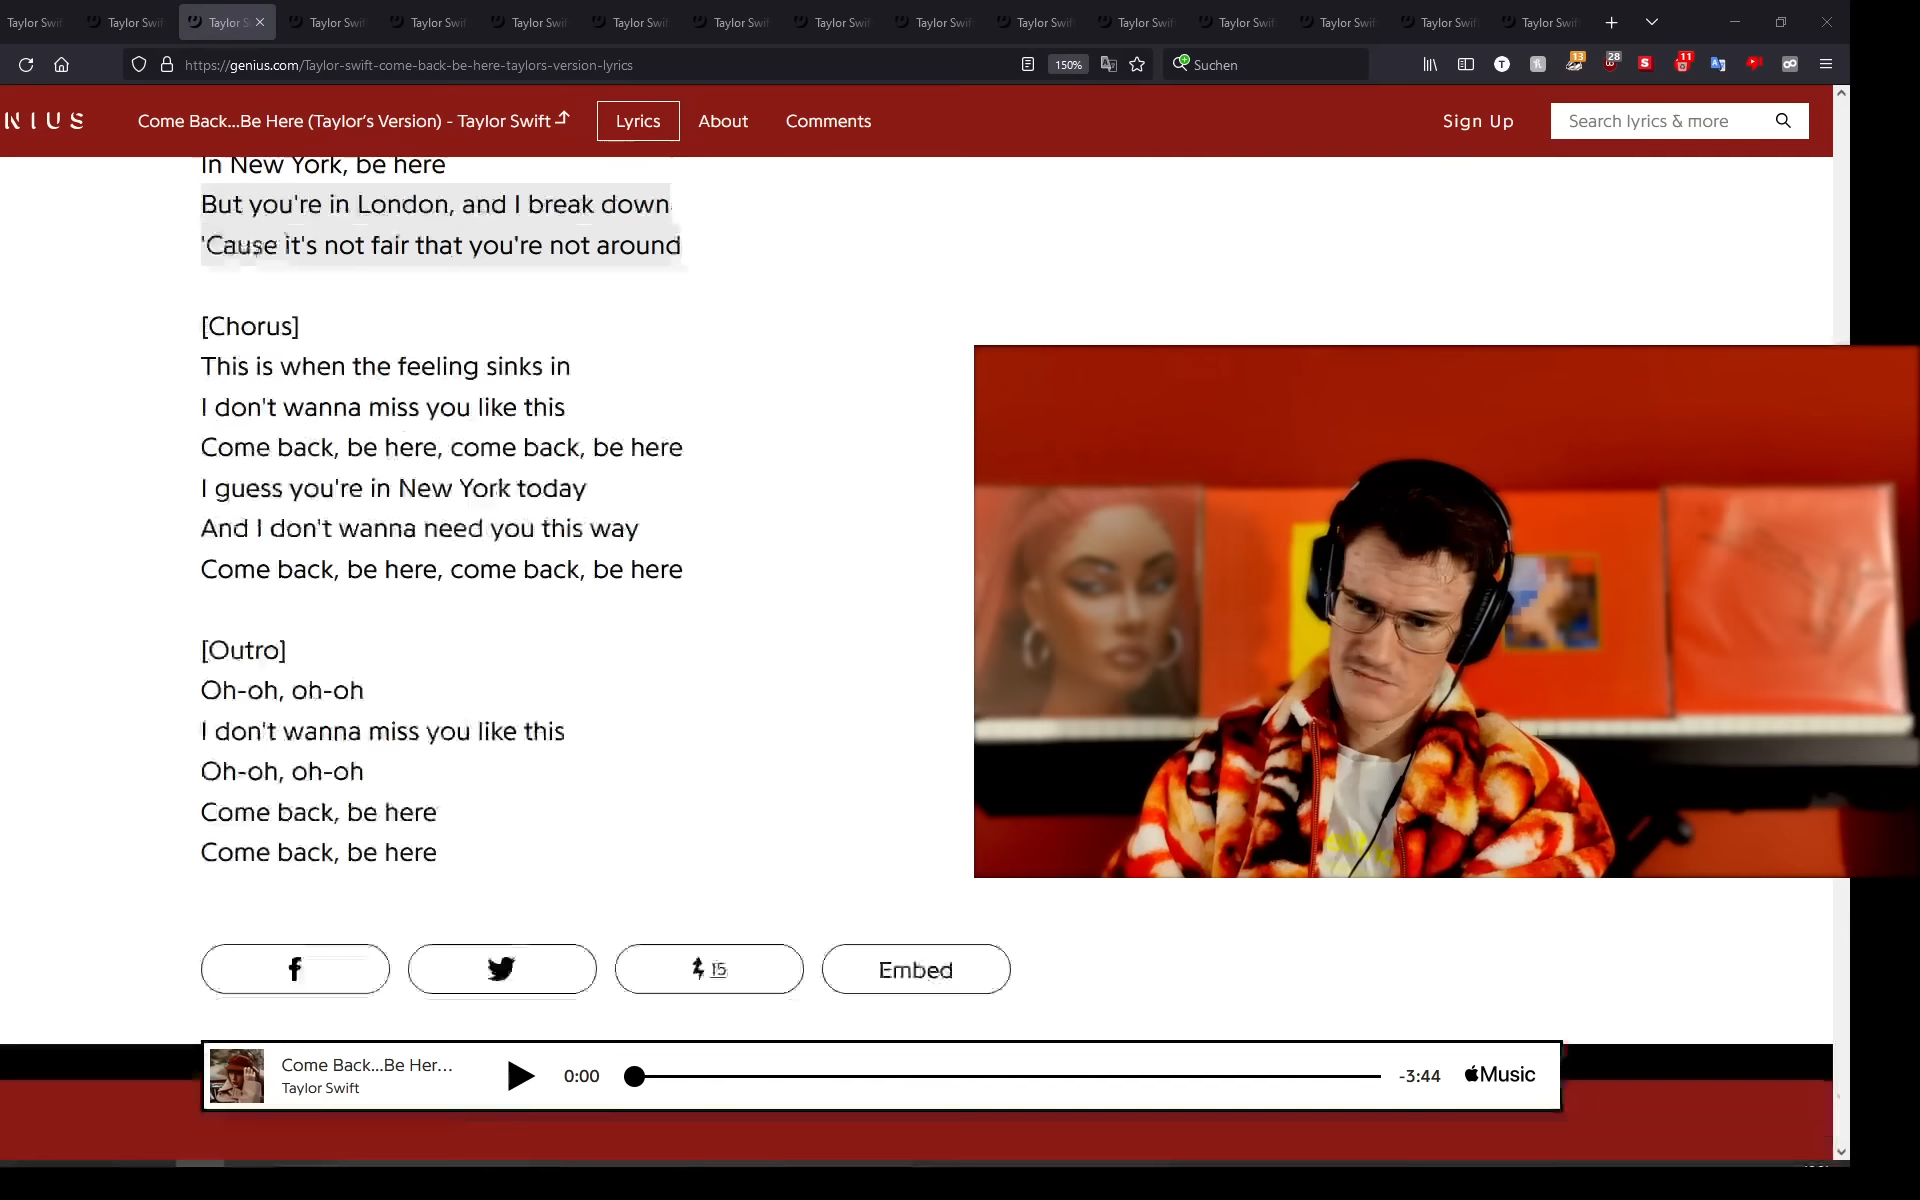 Taylor Swif Taylor Swif Taylor S Taylor Swif Taylor Swif Taylor Swif Taylor Swif Taylor Swif Taylor Swif Taylor Swif Taylor Swif Taylor Swif Taylor Swif Taylor Swif Taylor Swif Taylor Swif
https://genius.com/Taylor-swift-come-back-be-here-taylors-version-lyrics 150% Suchen 13 28 11
NIUS Come Back...Be Here (Taylor’s Version) - Taylor Swift Lyrics About Comments Sign Up Search lyrics & more
In New York, be here
But you're in London, and I break down
'Cause it's not fair that you're not around
[Chorus]
This is when the feeling sinks in
I don't wanna miss you like this
Come back, be here, come back, be here
I guess you're in New York today
And I don't wanna need you this way
Come back, be here, come back, be here
[Outro]
Oh-oh, oh-oh
I don't wanna miss you like this
Oh-oh, oh-oh
Come back, be here
Come back, be here
15 Embed
Come Back...Be Her...
Taylor Swift
0:00 -3:44 Music